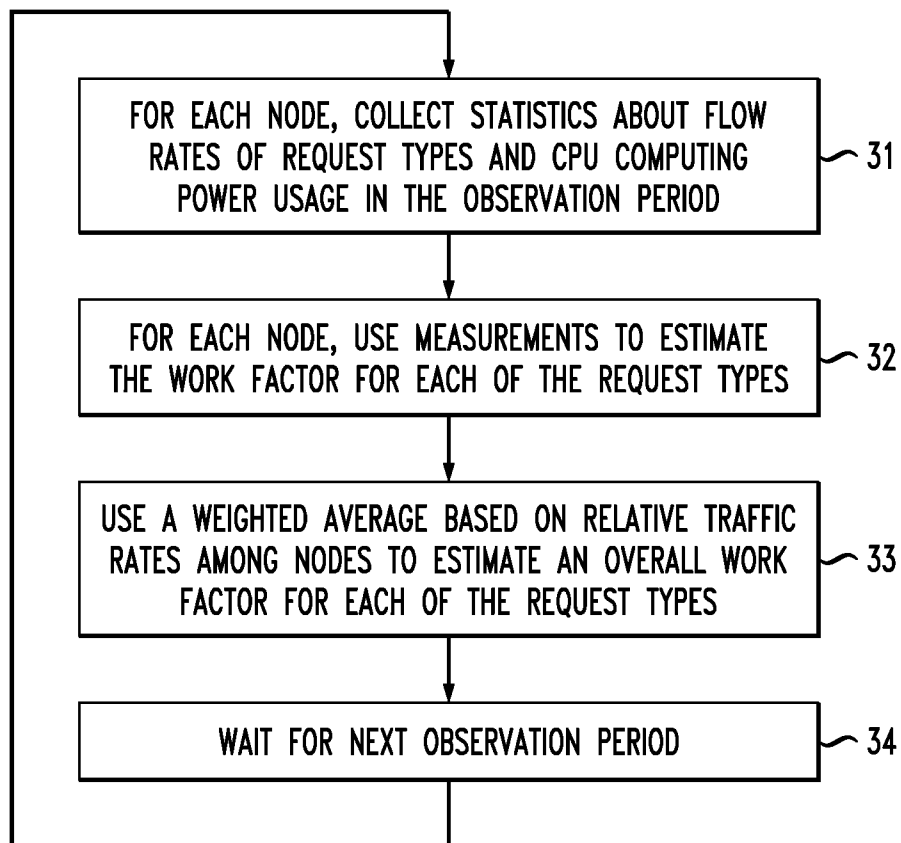 FOR EACH NODE, COLLECT STATISTICS ABOUT FLOW
RATES OF REQUEST TYPES AND CPU COMPUTING
POWER USAGE IN THE OBSERVATION PERIOD
31
FOR EACH NODE, USE MEASUREMENTS TO ESTIMATE
THE WORK FACTOR FOR EACH OF THE REQUEST TYPES
32
USE A WEIGHTED AVERAGE BASED ON RELATIVE TRAFFIC
RATES AMONG NODES TO ESTIMATE AN OVERALL WORK
FACTOR FOR EACH OF THE REQUEST TYPES
33
WAIT FOR NEXT OBSERVATION PERIOD
34